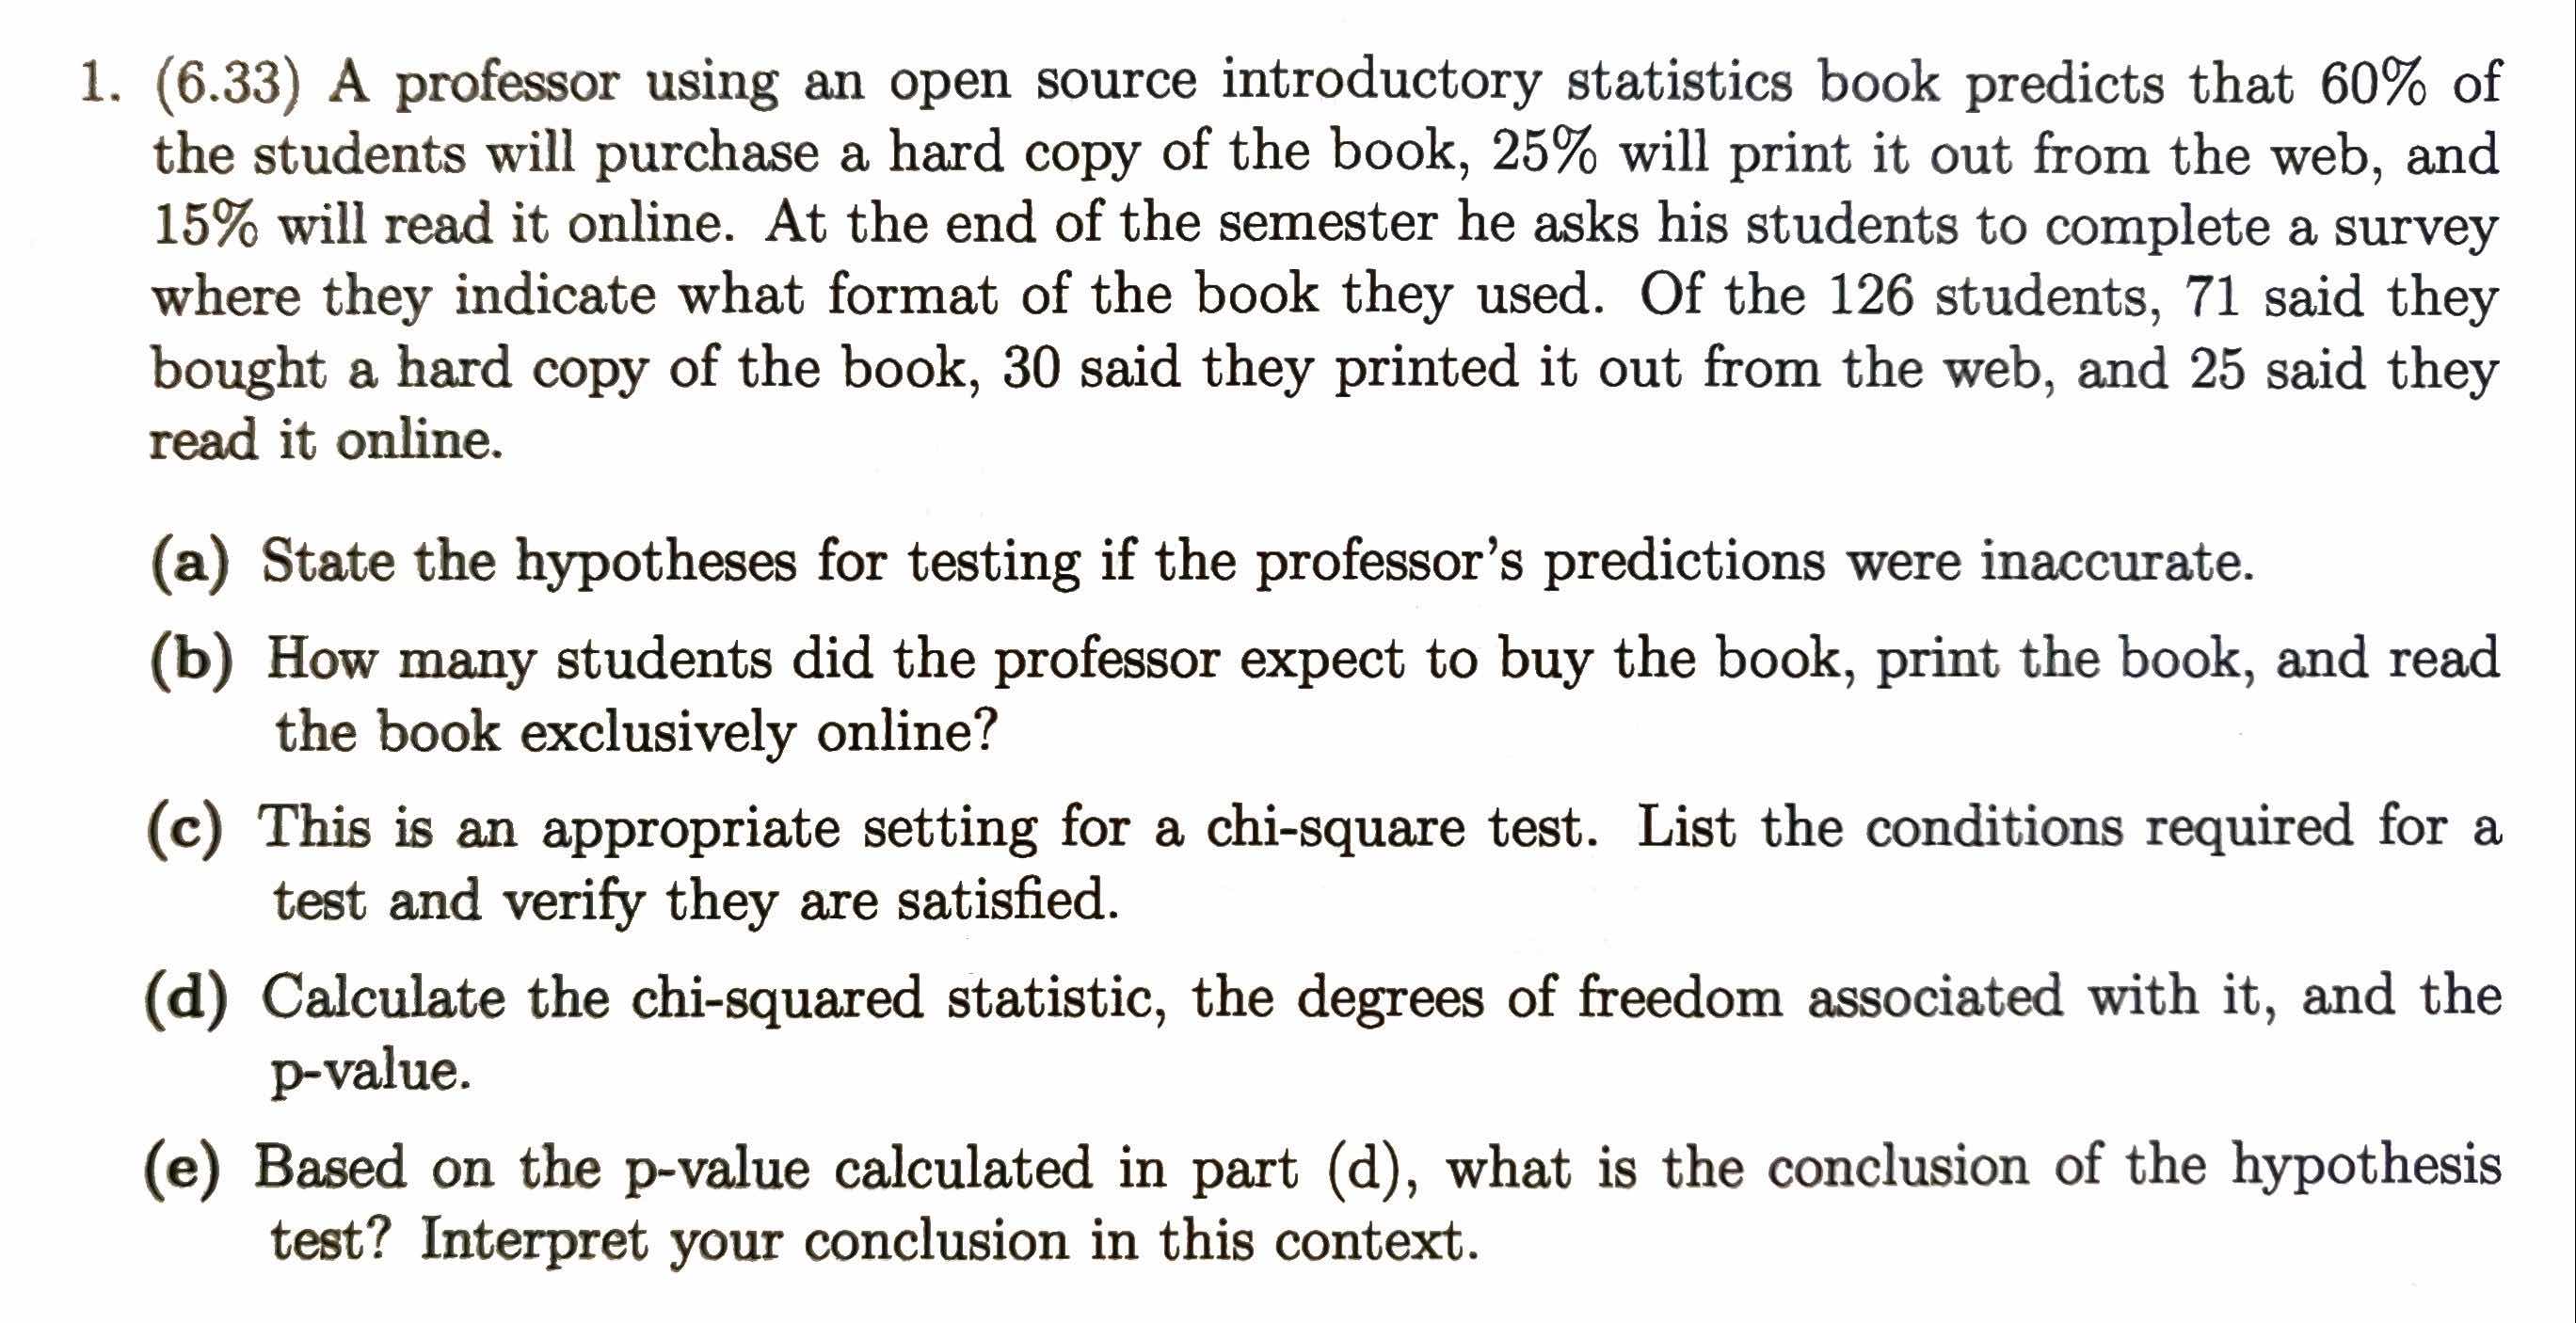 1. (6.33) A professor using an open source introductory statistics book predicts that 60% of
the students will purchase a hard copy of the book, 25% will print it out from the web, and
15% will read it online. At the end of the semester he asks his students to complete a survey
where they indicate what format of the book they used. Of the 126 students, 71 said they
bought a hard copy of the book, 30 said they printed it out from the web, and 25 said they
read it online.
(a) State the hypotheses for testing if the professor's predictions were inaccurate.
(b) How many students did the professor expect to buy the book, print the book, and read
the book exclusively online?
(c) This is an appropriate setting for a chi-square test. List the conditions required for a
test and verify they are satisfied.
(d) Calculate the chi-squared statistic, the degrees of freedom associated with it, and the
p-value.
(e) Based on the p-value calculated in part (d), what is the conclusion of the hypothesis
test? Interpret your conclusion in this context.